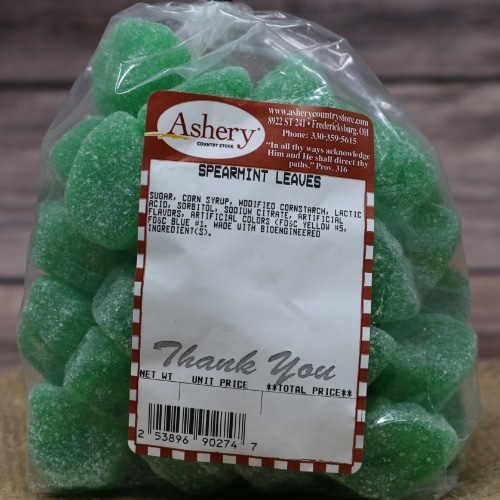 Ashery
COUNTRY STORE
www.asherycountrystore.com
8922 ST 241 • Fredericksburg, OH
Phone: 330-359-5615
"In all thy ways acknowledge
Him and He shall direct thy
paths." Prov. 316
SPEARMINT LEAVES
SUGAR, CORN SYRUP, MODIFIED CORNSTARCH, LACTIC
ACID, SORBITOL, SODIUM CITRATE, ARTIFICIAL
FLAVORS, ARTIFICIAL COLORS (FD&C YELLOW #5,
FD&C BLUE #1. MADE WITH BIOENGINEERED
INGREDIENT(S).
Thank You
NET WT UNIT PRICE **TOTAL PRICE**
2 53896 90274 7